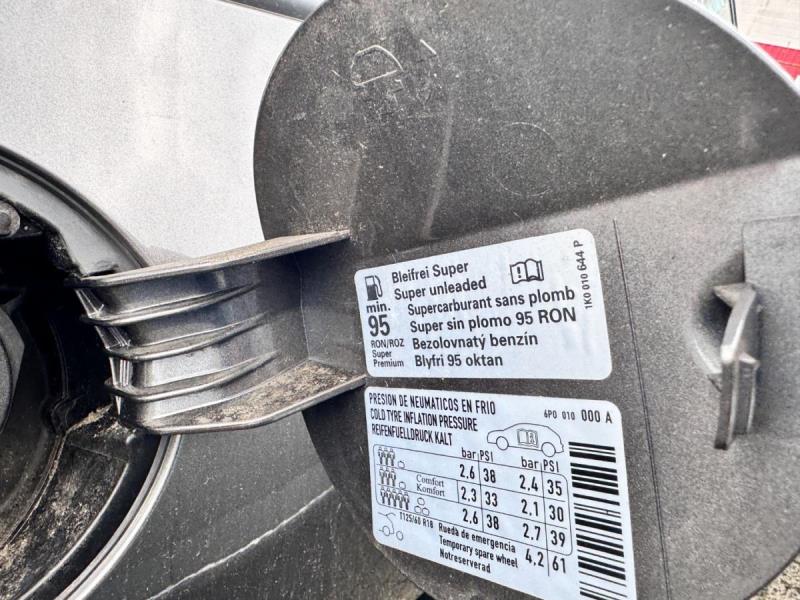 Bleifrei Super
Super unleaded
Supercarburant sans plomb
Super sin plomo 95 RON
Bezolovnatý benzín
Blyfri 95 oktan
min.
95
RON/ROZ
Super
Premium
1K0 010 644 P
PRESION DE NEUMATICOS EN FRIO
COLD TYRE INFLATION PRESSURE
REIFENFUELLDRUCK KALT
6P0 010 000 A
bar PSI bar PSI
2.6 38 2.4 35
Comfort
Komfort
2.3 33 2.1 30
2.6 38 2.7 39
T125/60 R18
Rueda de emergencia
Temporary spare wheel
Notreserverad
4,2 61